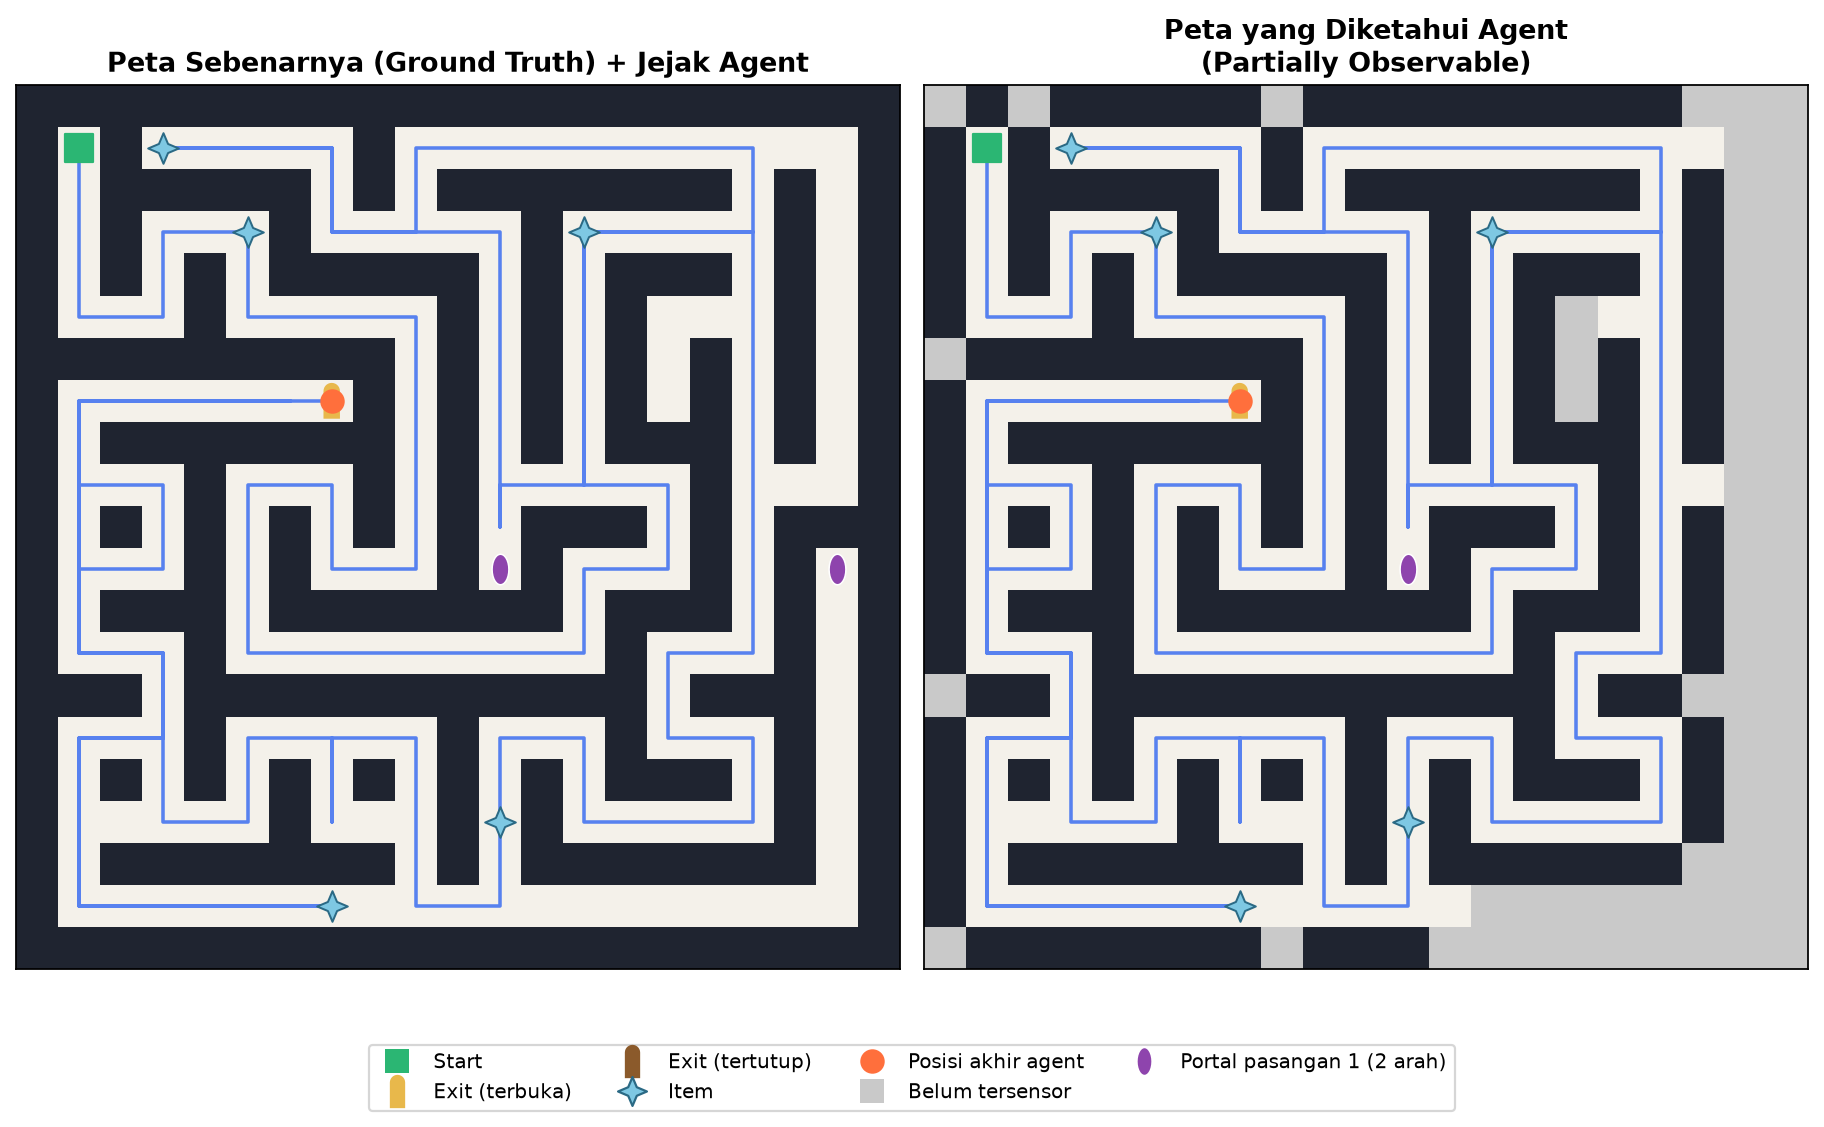 Peta Sebenarnya (Ground Truth) + Jejak Agent
Peta yang Diketahui Agent
(Partially Observable)
Start
Exit (terbuka)
Exit (tertutup)
Item
Posisi akhir agent
Belum tersensor
Portal pasangan 1 (2 arah)